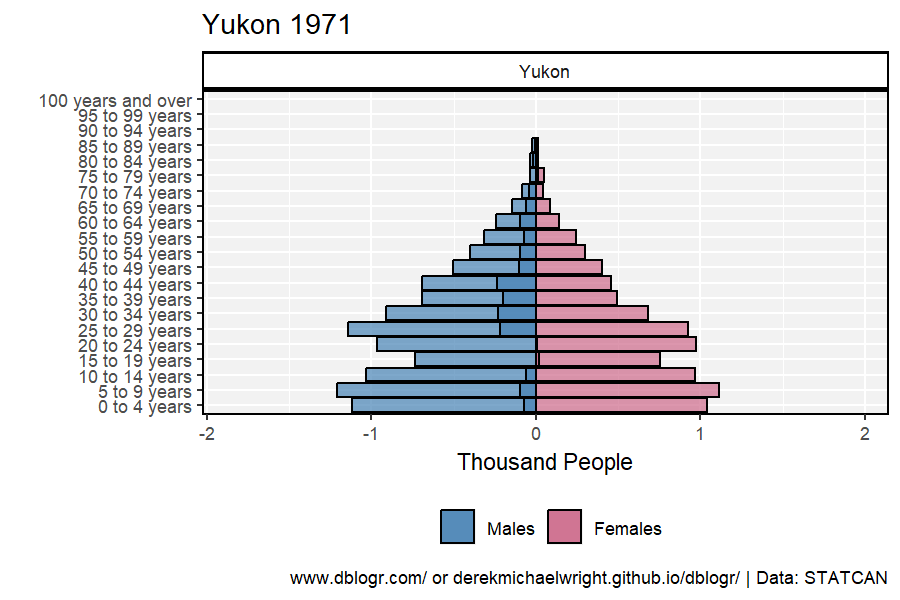 Yukon 1971
Yukon
100 years and over
95 to 99 years
90 to 94 years
85 to 89 years
80 to 84 years
75 to 79 years
70 to 74 years
65 to 69 years
60 to 64 years
55 to 59 years
50 to 54 years
45 to 49 years
40 to 44 years
35 to 39 years
30 to 34 years
25 to 29 years
20 to 24 years
15 to 19 years
10 to 14 years
5 to 9 years
0 to 4 years
-2 -1 0 1 2
Thousand People
Males Females
www.dblogr.com/ or derekmichaelwright.github.io/dblogr/ | Data: STATCAN